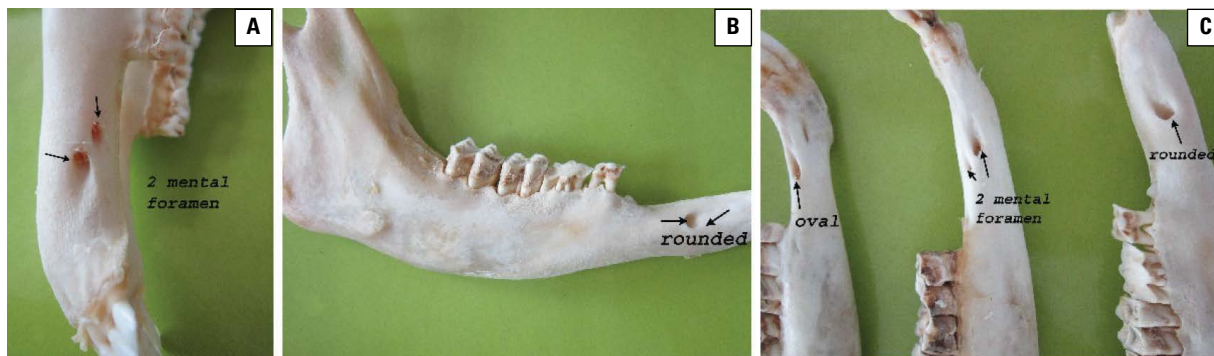 A
2 mental
foramen
B
rounded
C
oval
2 mental
foramen
rounded